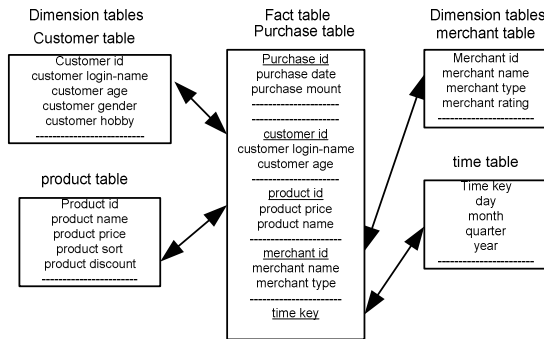 Dimension tables
Customer table
Customer id
customer login-name
customer age
customer gender
customer hobby
--------------------------
product table
Product id
product name
product price
product sort
product discount
-----------------------
Fact table
Purchase table
Purchase id
purchase date
purchase mount
---------------------
---------------------
customer id
customer login-name
customer age
---------------------
product id
product price
product name
----------------------
merchant id
merchant name
merchant type
----------------------
time key
Dimension tables
merchant table
Merchant id
merchant name
merchant type
merchant rating
-----------------------
time table
Time key
day
month
quarter
year
-----------------------